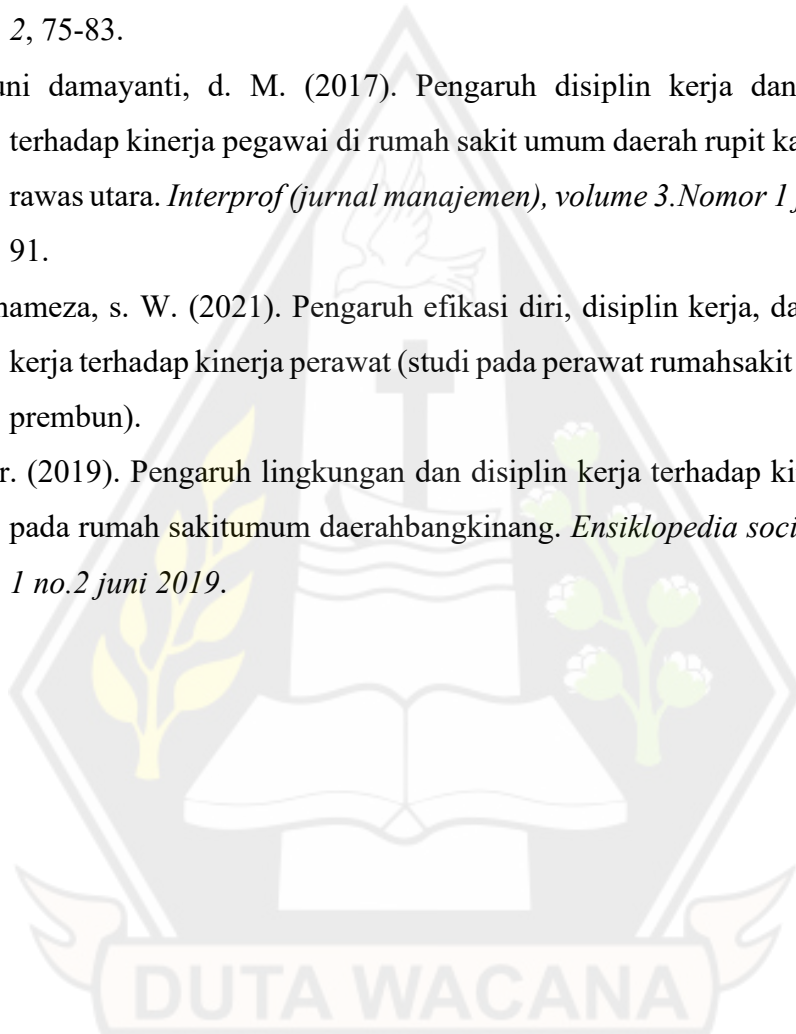 2, 75-83.
uni damayanti, d. M. (2017). Pengaruh disiplin kerja dan
terhadap kinerja pegawai di rumah sakit umum daerah rupit ka
rawas utara. Interprof (jurnal manajemen), volume 3.Nomor 1 j
91.
nameza, s. W. (2021). Pengaruh efikasi diri, disiplin kerja, da
kerja terhadap kinerja perawat (studi pada perawat rumahsakit
prembun).
r. (2019). Pengaruh lingkungan dan disiplin kerja terhadap ki
pada rumah sakitumum daerahbangkinang. Ensiklopedia soci
1 no.2 juni 2019.
DUTA WACANA